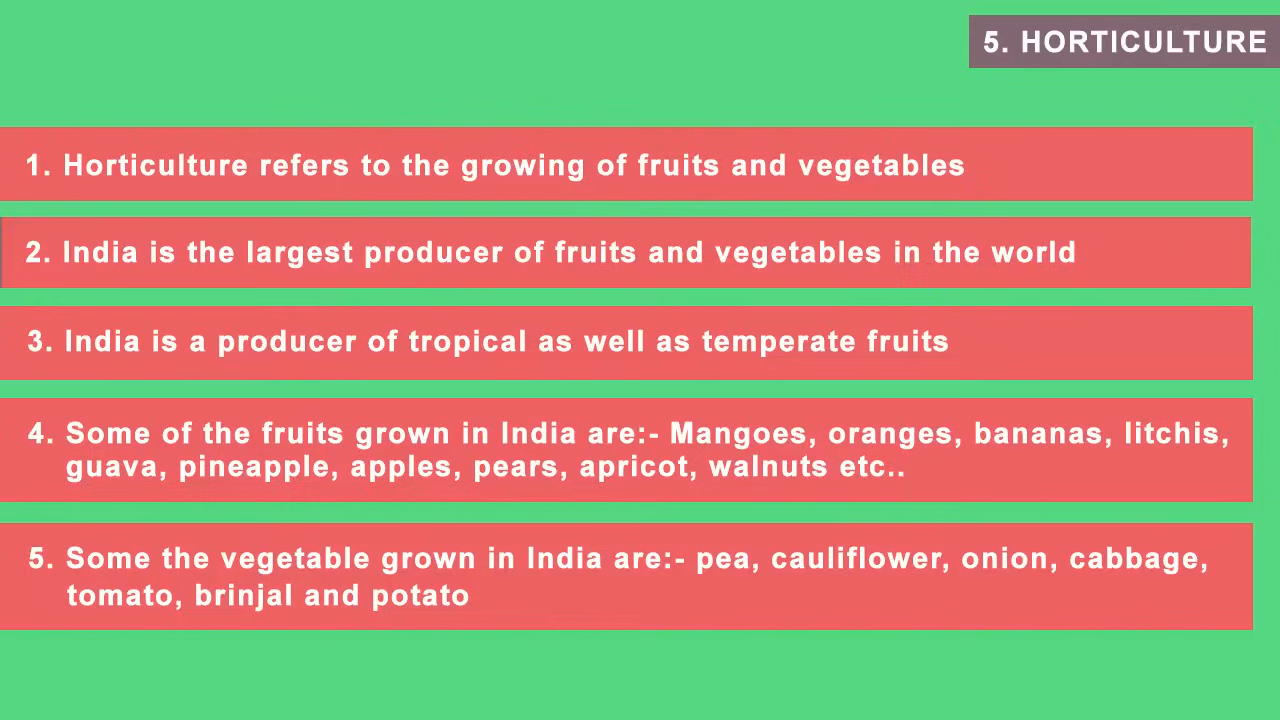 5. HORTICULTURE
1. Horticulture refers to the growing of fruits and vegetables
2. India is the largest producer of fruits and vegetables in the world
3. India is a producer of tropical as well as temperate fruits
4. Some of the fruits grown in India are:- Mangoes, oranges, bananas, litchis,
guava, pineapple, apples, pears, apricot, walnuts etc..
5. Some the vegetable grown in India are:- pea, cauliflower, onion, cabbage,
tomato, brinjal and potato